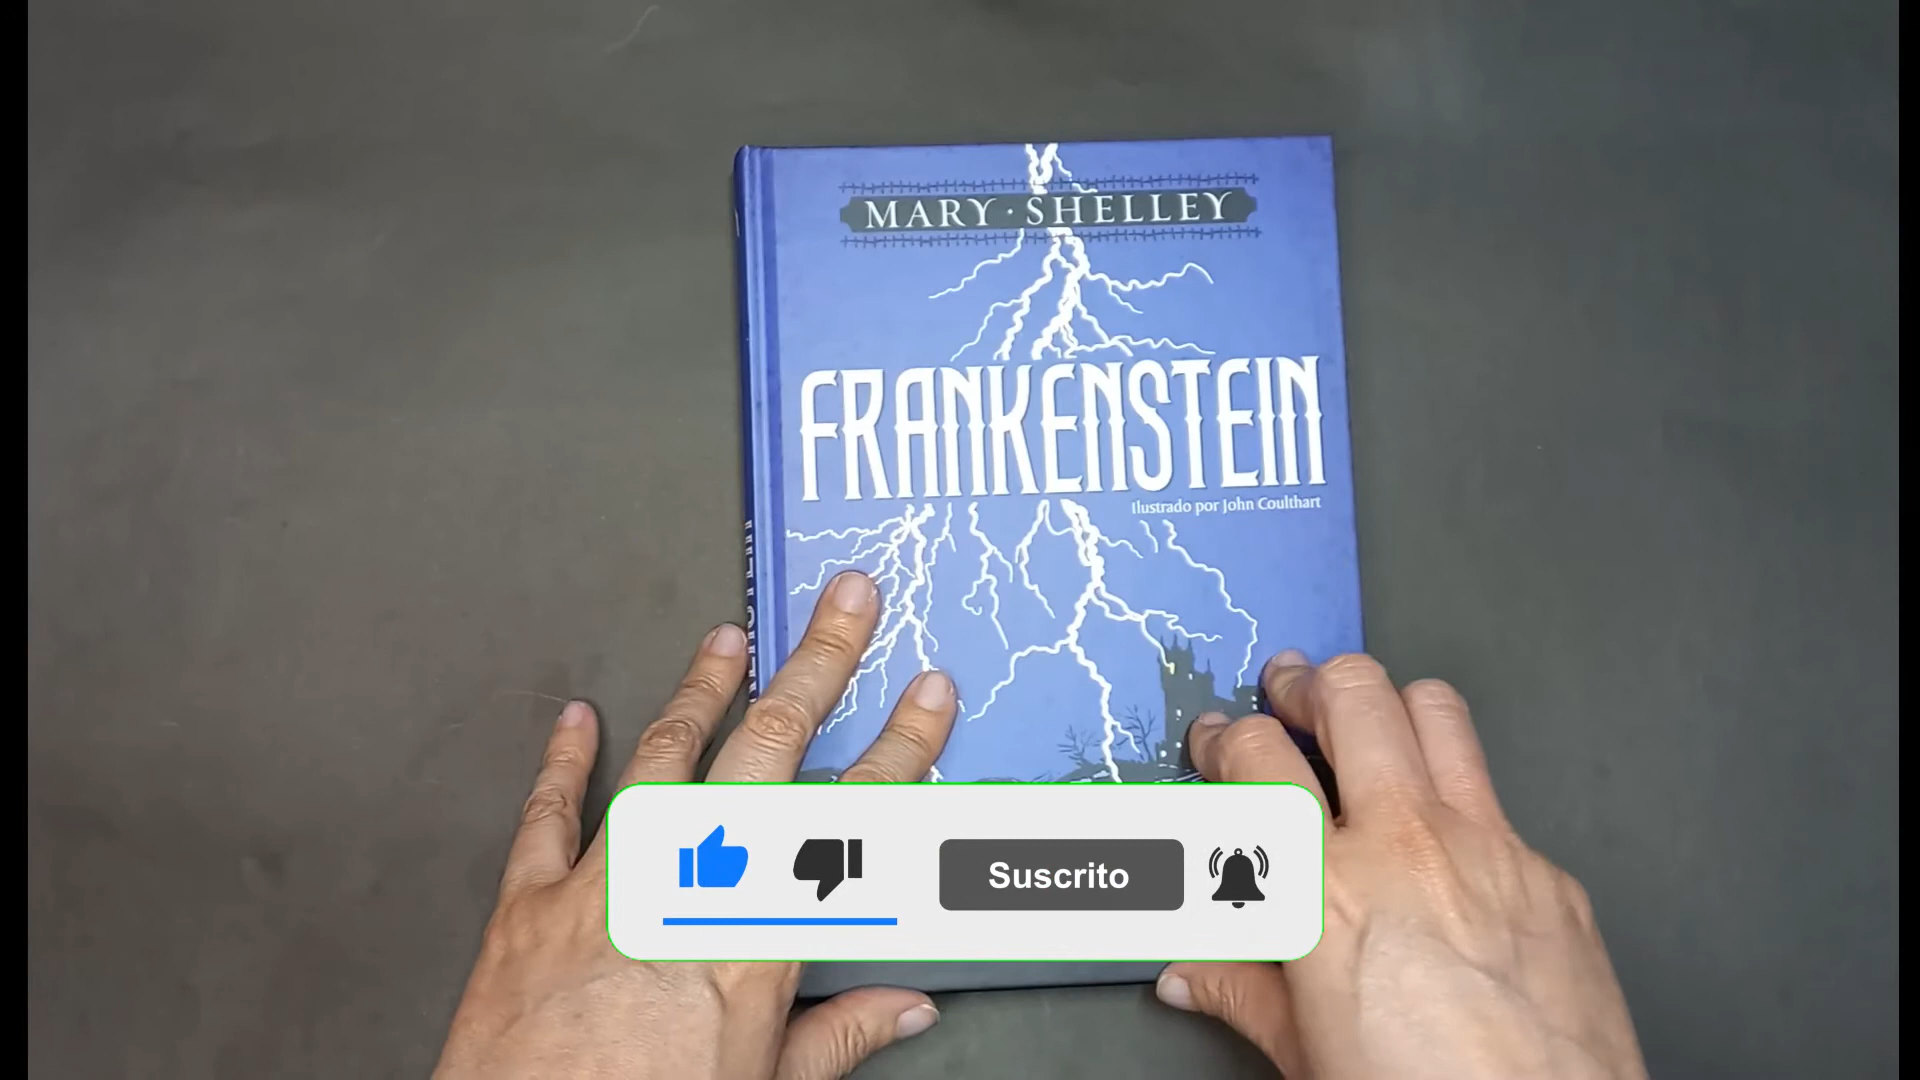 MARY · SHELLEY
FRANKENSTEIN
Ilustrado por John Coulthart
Suscrito